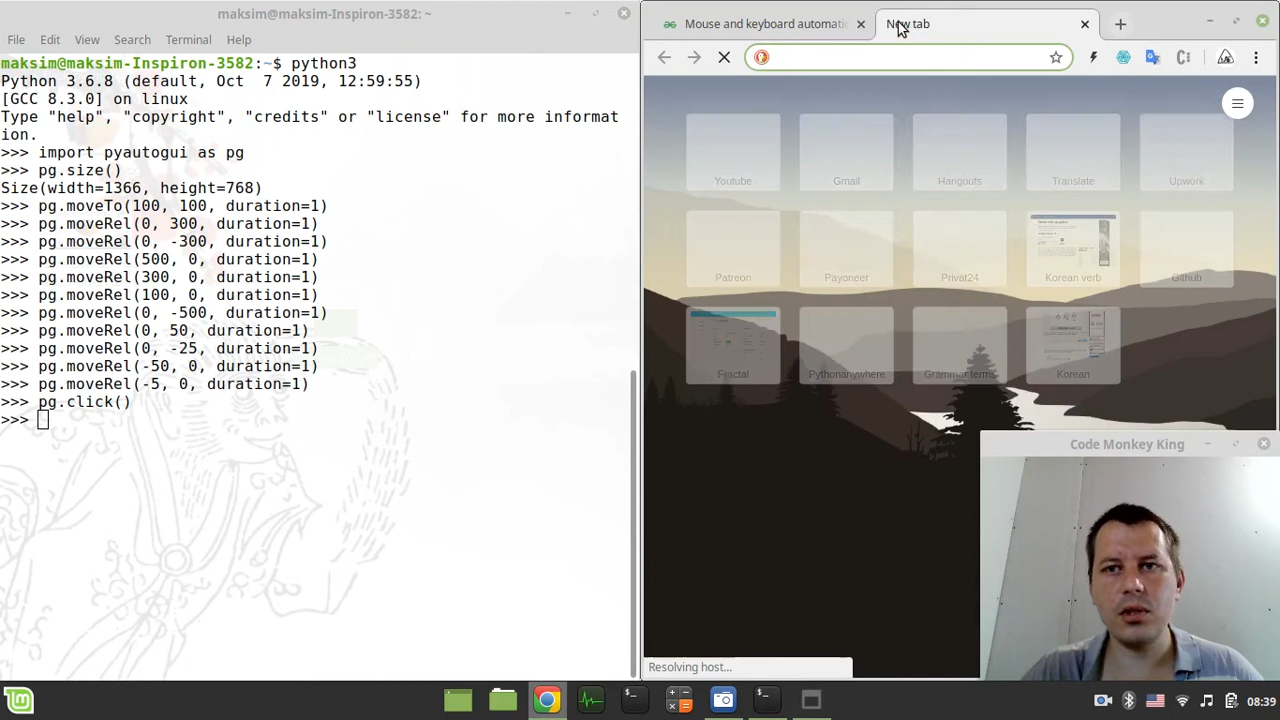 maksim@maksim-Inspiron-3582: ~
File Edit View Search Terminal Help
maksim@maksim-Inspiron-3582:~$ python3
Python 3.6.8 (default, Oct  7 2019, 12:59:55)
[GCC 8.3.0] on linux
Type "help", "copyright", "credits" or "license" for more informat
ion.
>>> import pyautogui as pg
>>> pg.size()
Size(width=1366, height=768)
>>> pg.moveTo(100, 100, duration=1)
>>> pg.moveRel(0, 300, duration=1)
>>> pg.moveRel(0, -300, duration=1)
>>> pg.moveRel(500, 0, duration=1)
>>> pg.moveRel(300, 0, duration=1)
>>> pg.moveRel(100, 0, duration=1)
>>> pg.moveRel(0, -500, duration=1)
>>> pg.moveRel(0, 50, duration=1)
>>> pg.moveRel(0, -25, duration=1)
>>> pg.moveRel(-50, 0, duration=1)
>>> pg.moveRel(-5, 0, duration=1)
>>> pg.click()
>>>
Mouse and keyboard automati
New tab
Youtube Gmail Hangouts Translate Upwork
Patreon Payoneer Privat24 Korean verb Github
Fractal Pythonanywhere Grammar terms Korean
Code Monkey King
Resolving host...
08:39